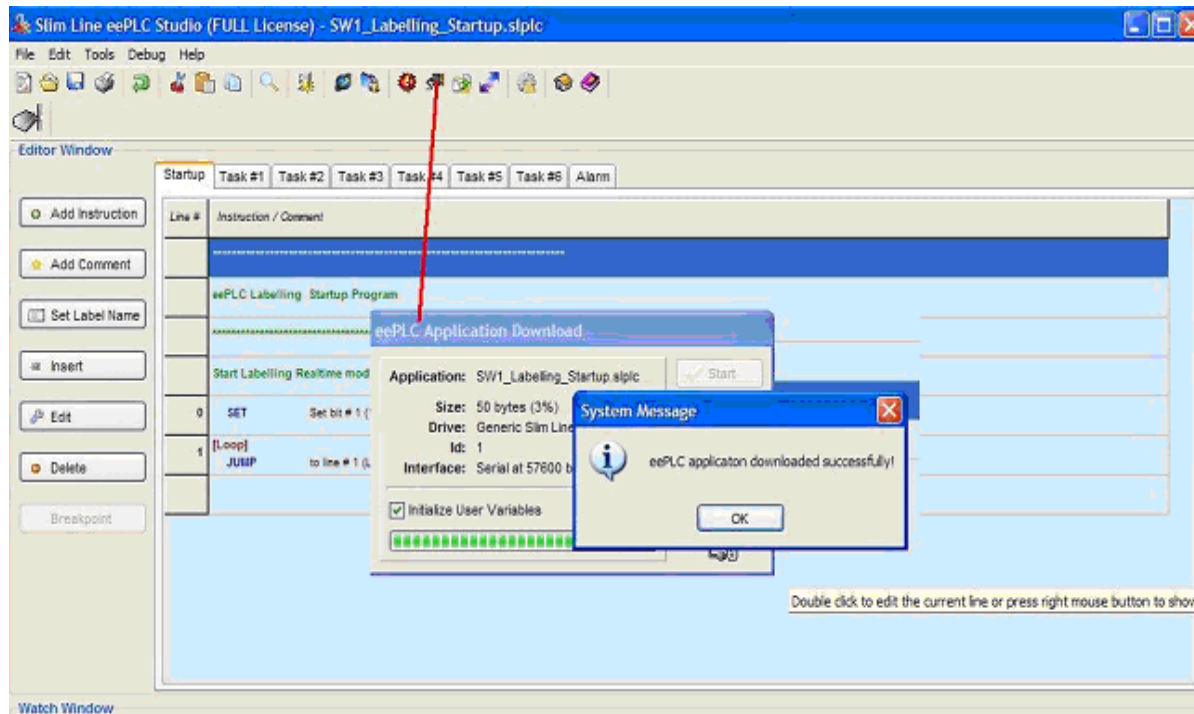 Slim Line eePLC Studio (FULL License) - SW1_Labelling_Startup.slplc
File Edit Tools Debug Help
Editor Window
Startup Task #1 Task #2 Task #3 Task #4 Task #5 Task #6 Alarm
Add Instruction
Line # Instruction / Comment
Add Comment
eePLC Labelling Startup Program
Set Label Name
eePLC Application Download
Insert
Start Labelling Realtime mod
Application: SW1_Labelling_Startup.slplc
Start
Edit
0 SET Set bit # 1 ("
Size: 50 bytes (3%)
Drive: Generic Slim Line
Id: 1
Interface: Serial at 57600 b
System Message
eePLC applicaton downloaded successfully!
OK
1 [Loop]
JUMP to line # 1 (L
Delete
Initialize User Variables
Breakpoint
Double click to edit the current line or press right mouse button to show
Watch Window